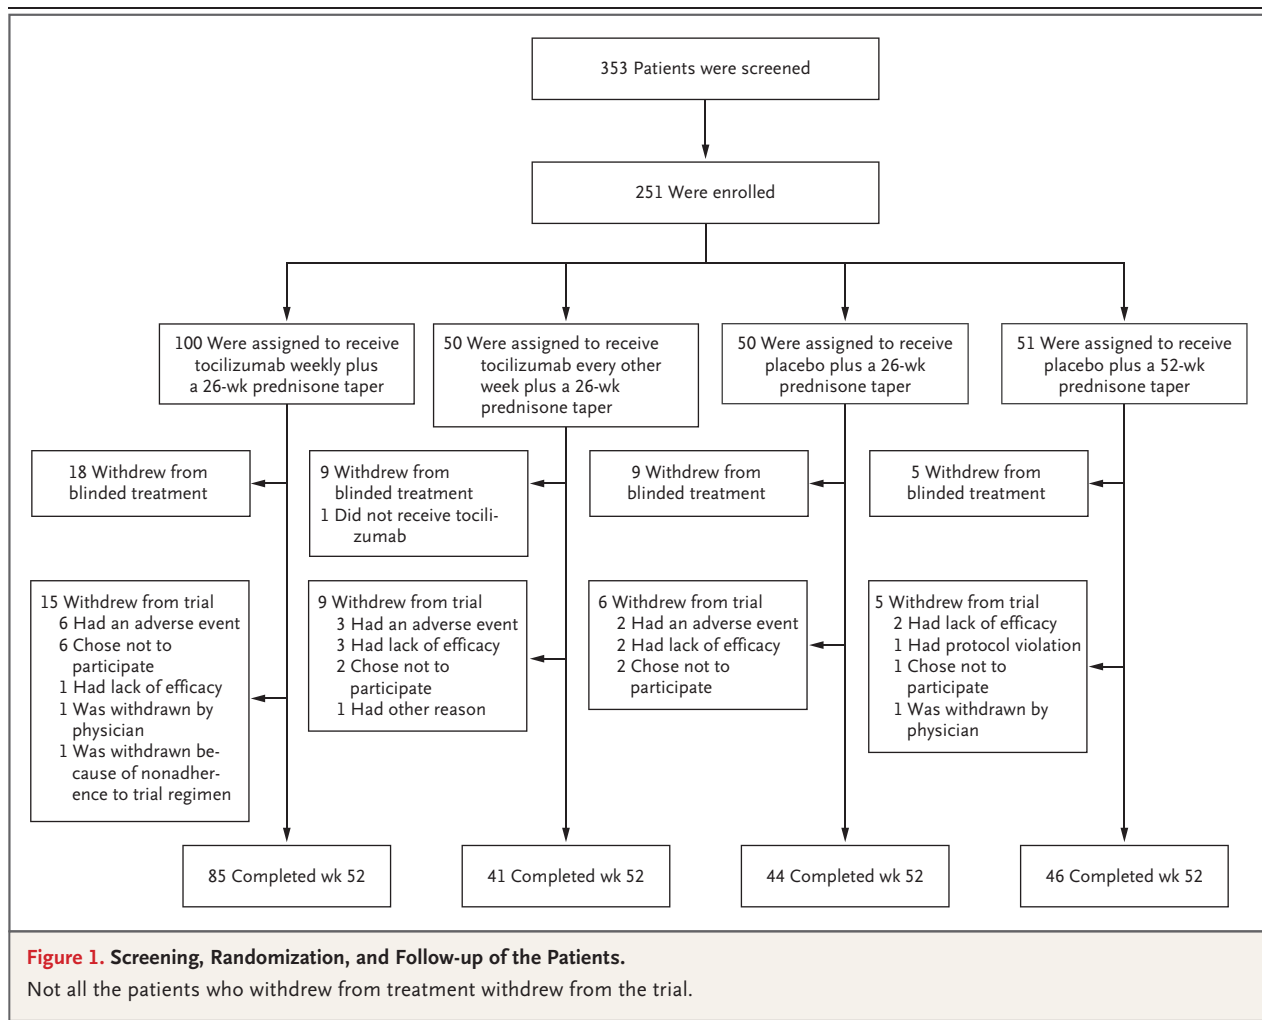 353 Patients were screened
251 Were enrolled
100 Were assigned to receive
tocilizumab weekly plus
a 26-wk prednisone taper
50 Were assigned to receive
tocilizumab every other
week plus a 26-wk
prednisone taper
50 Were assigned to receive
placebo plus a 26-wk
prednisone taper
51 Were assigned to receive
placebo plus a 52-wk
prednisone taper
18 Withdrew from
blinded treatment
9 Withdrew from
blinded treatment
1 Did not receive tocili-
zumab
9 Withdrew from
blinded treatment
5 Withdrew from
blinded treatment
15 Withdrew from trial
6 Had an adverse event
6 Chose not to
participate
1 Had lack of efficacy
1 Was withdrawn by
physician
1 Was withdrawn be-
cause of nonadher-
ence to trial regimen
9 Withdrew from trial
3 Had an adverse event
3 Had lack of efficacy
2 Chose not to
participate
1 Had other reason
6 Withdrew from trial
2 Had an adverse event
2 Had lack of efficacy
2 Chose not to
participate
5 Withdrew from trial
2 Had lack of efficacy
1 Had protocol violation
1 Chose not to
participate
1 Was withdrawn by
physician
85 Completed wk 52
41 Completed wk 52
44 Completed wk 52
46 Completed wk 52
Figure 1. Screening, Randomization, and Follow-up of the Patients.
Not all the patients who withdrew from treatment withdrew from the trial.